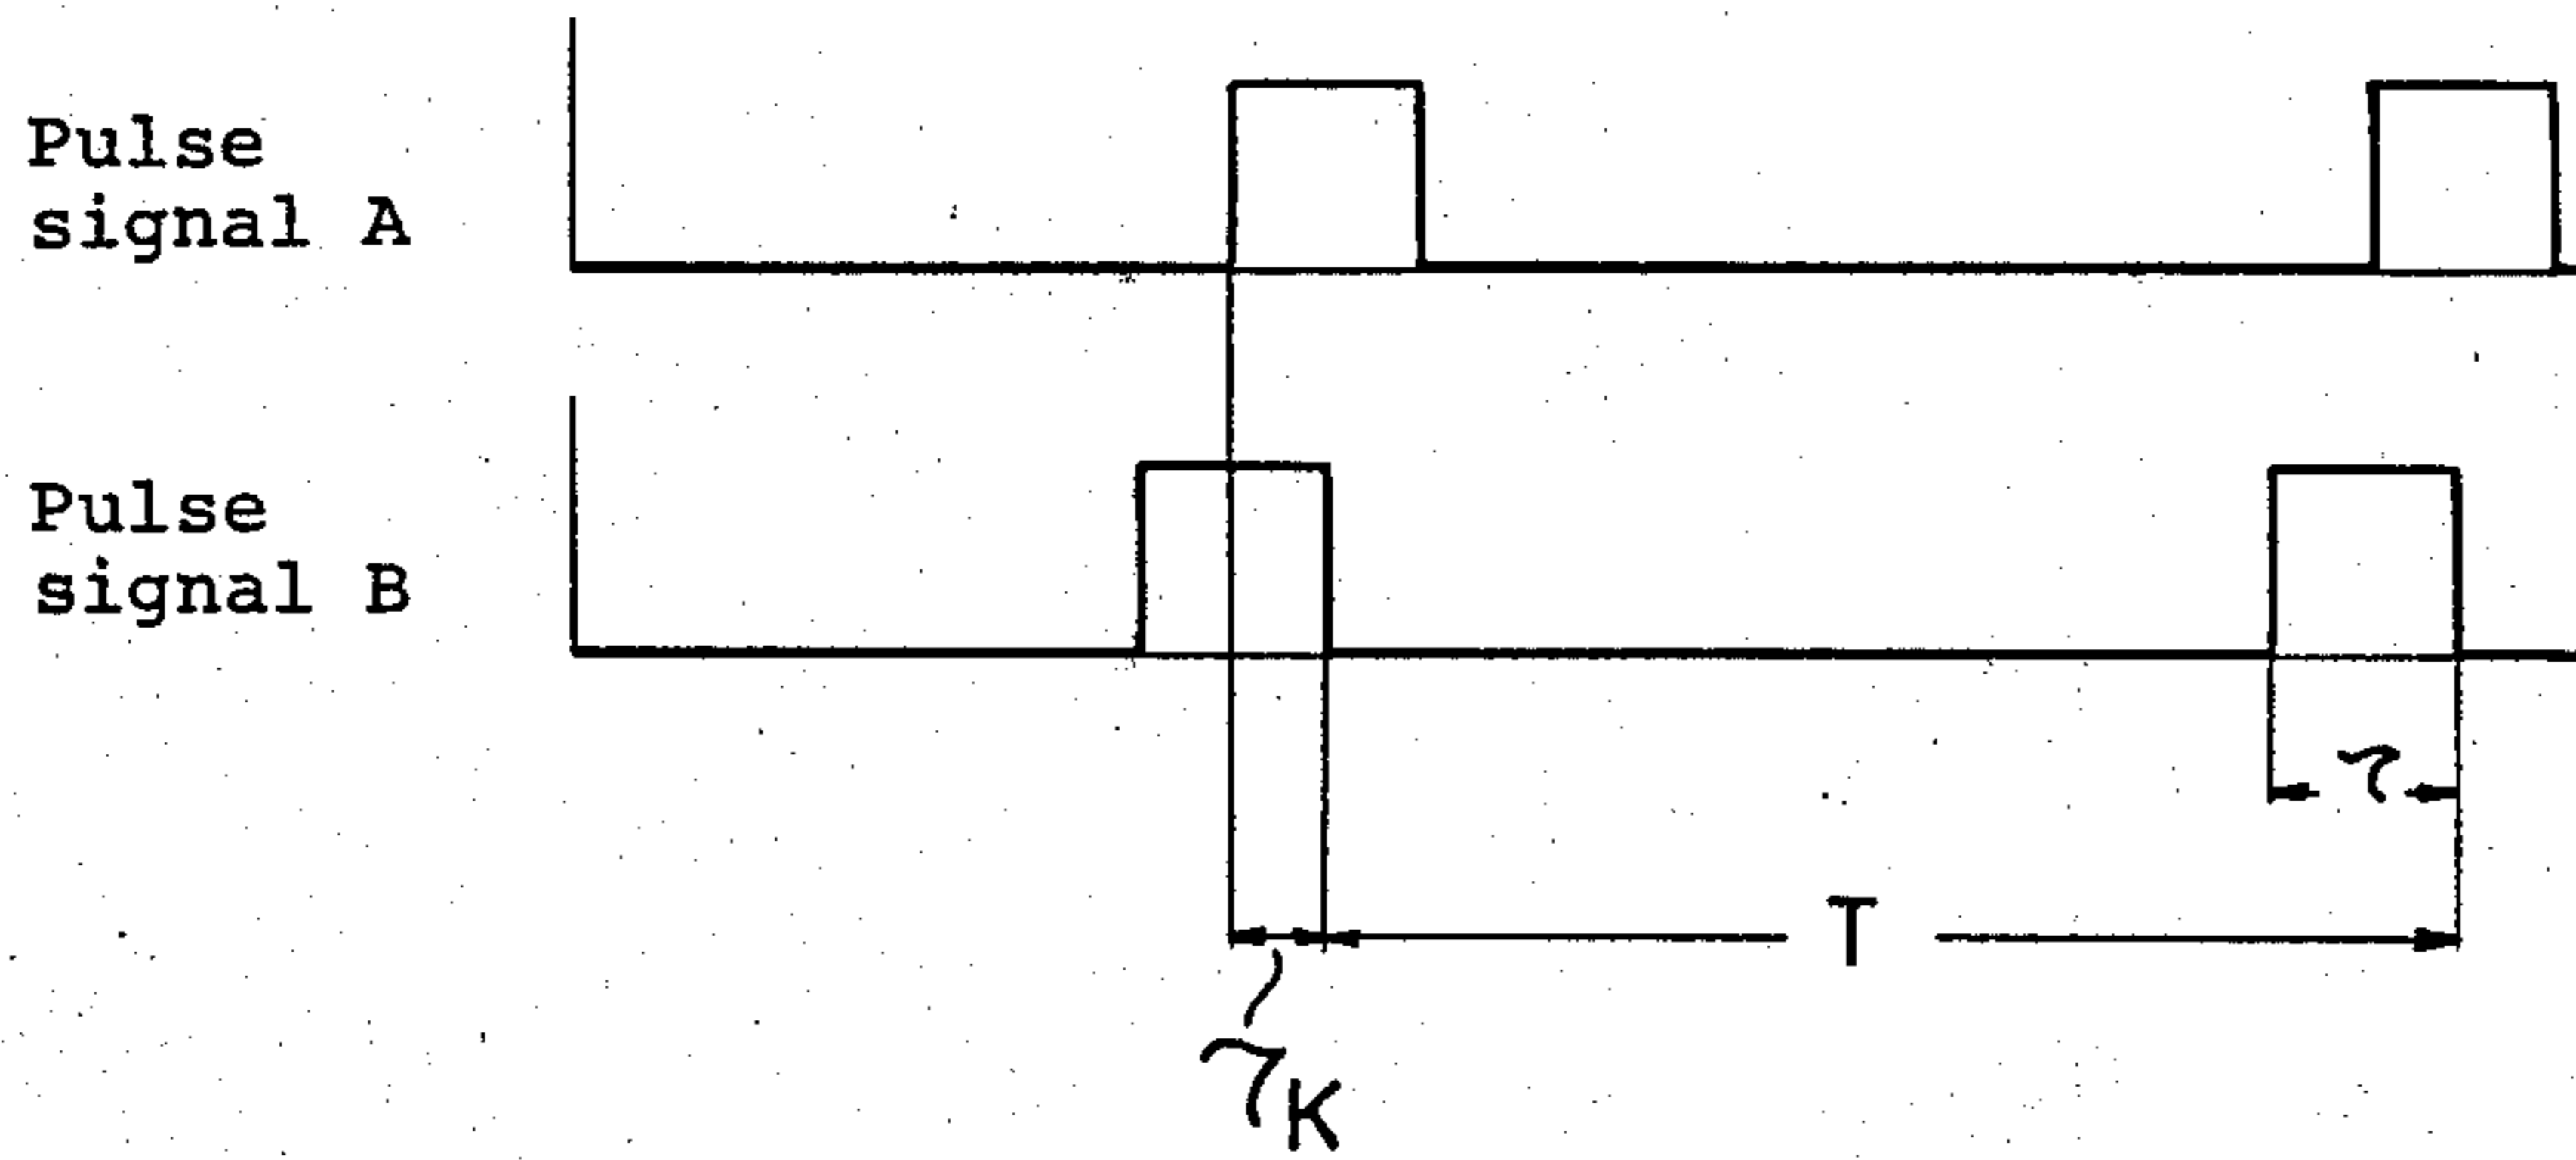 Pulse
signal A
Pulse
signal B
τ
T
τK